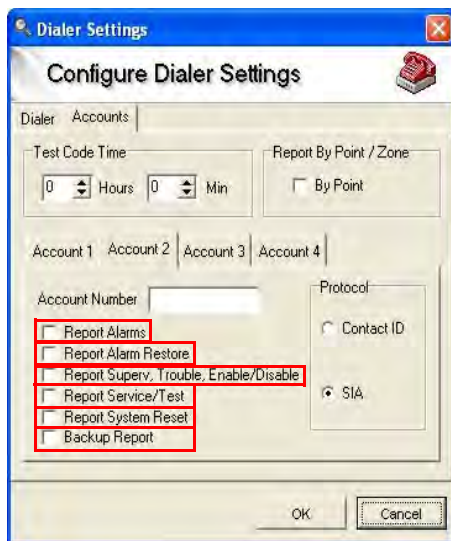 Dialer Settings
Configure Dialer Settings
Dialer Accounts
Test Code Time
Report By Point / Zone
0 Hours 0 Min
By Point
Account 1 Account 2 Account 3 Account 4
Account Number
Protocol
Report Alarms
Contact ID
Report Alarm Restore
Report Superv, Trouble, Enable/Disable
Report Service/Test
SIA
Report System Reset
Backup Report
OK Cancel